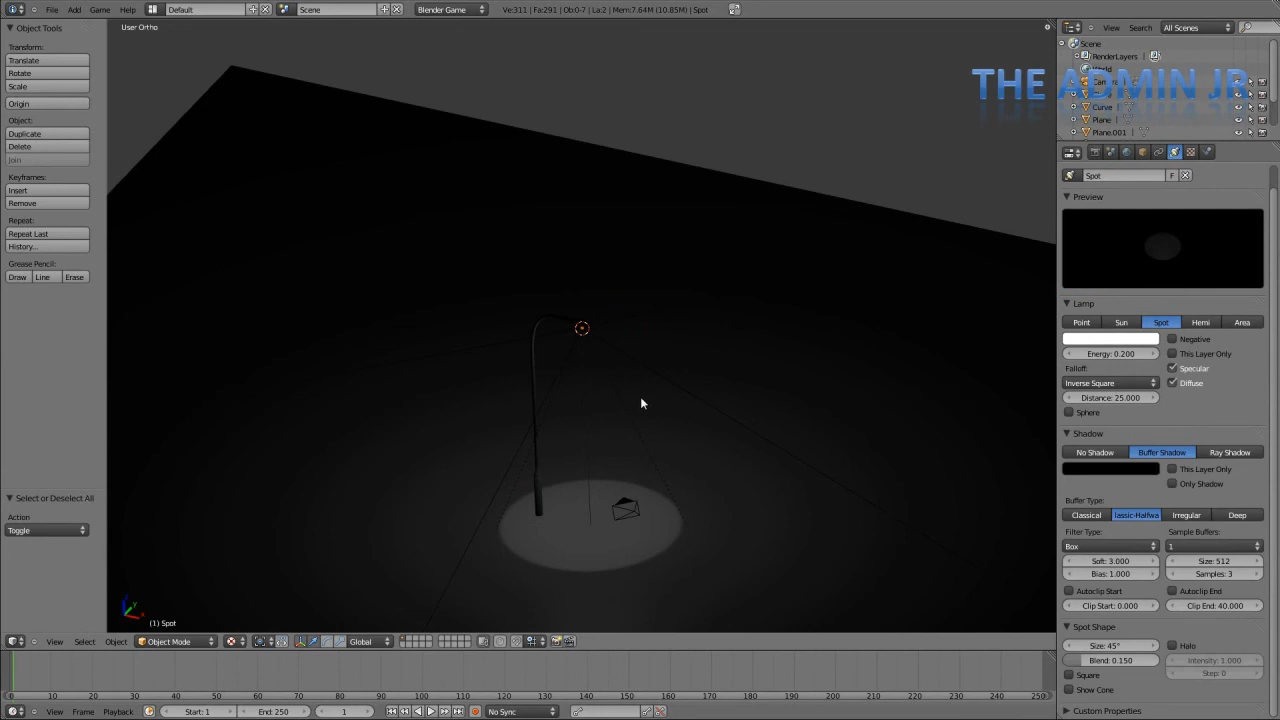 File Add Game Help Default Scene Blender Game Ve:311 | Fa:291 | Ob:0-7 | La:2 | Mem:7.64M (10.85M) | Spot
Object Tools
User Ortho
View Search All Scenes
Transform:
Translate
Rotate
Scale
Origin
Object:
Duplicate
Delete
Join
Keyframes:
Insert
Remove
Repeat:
Repeat Last
History...
Grease Pencil:
Draw Line Erase
Select or Deselect All
Action
Toggle
Scene
RenderLayers
World
THE ADMIN JR
Curve
Plane
Plane.001
Spot F
Preview
Lamp
Point Sun Spot Hemi Area
Negative
Energy: 0.200 This Layer Only
Falloff: Specular
Inverse Square Diffuse
Distance: 25.000
Sphere
Shadow
No Shadow Buffer Shadow Ray Shadow
This Layer Only
Only Shadow
Buffer Type:
Classical lassic-Halfwa Irregular Deep
Filter Type: Sample Buffers:
Box 1
Soft: 3.000 Size: 512
Bias: 1.000 Samples: 3
Autoclip Start Autoclip End
Clip Start: 0.000 Clip End: 40.000
Spot Shape
Size: 45° Halo
Blend: 0.150 Intensity: 1.000
Square Step: 0
Show Cone
Custom Properties
z y x
(1) Spot
View Select Object Object Mode Global
0 10 20 30 40 50 60 70 80 90 100 110 120 130 140 150 160 170 180 190 200 210 220 230 240 250
View Frame Playback Start: 1 End: 250 1 No Sync